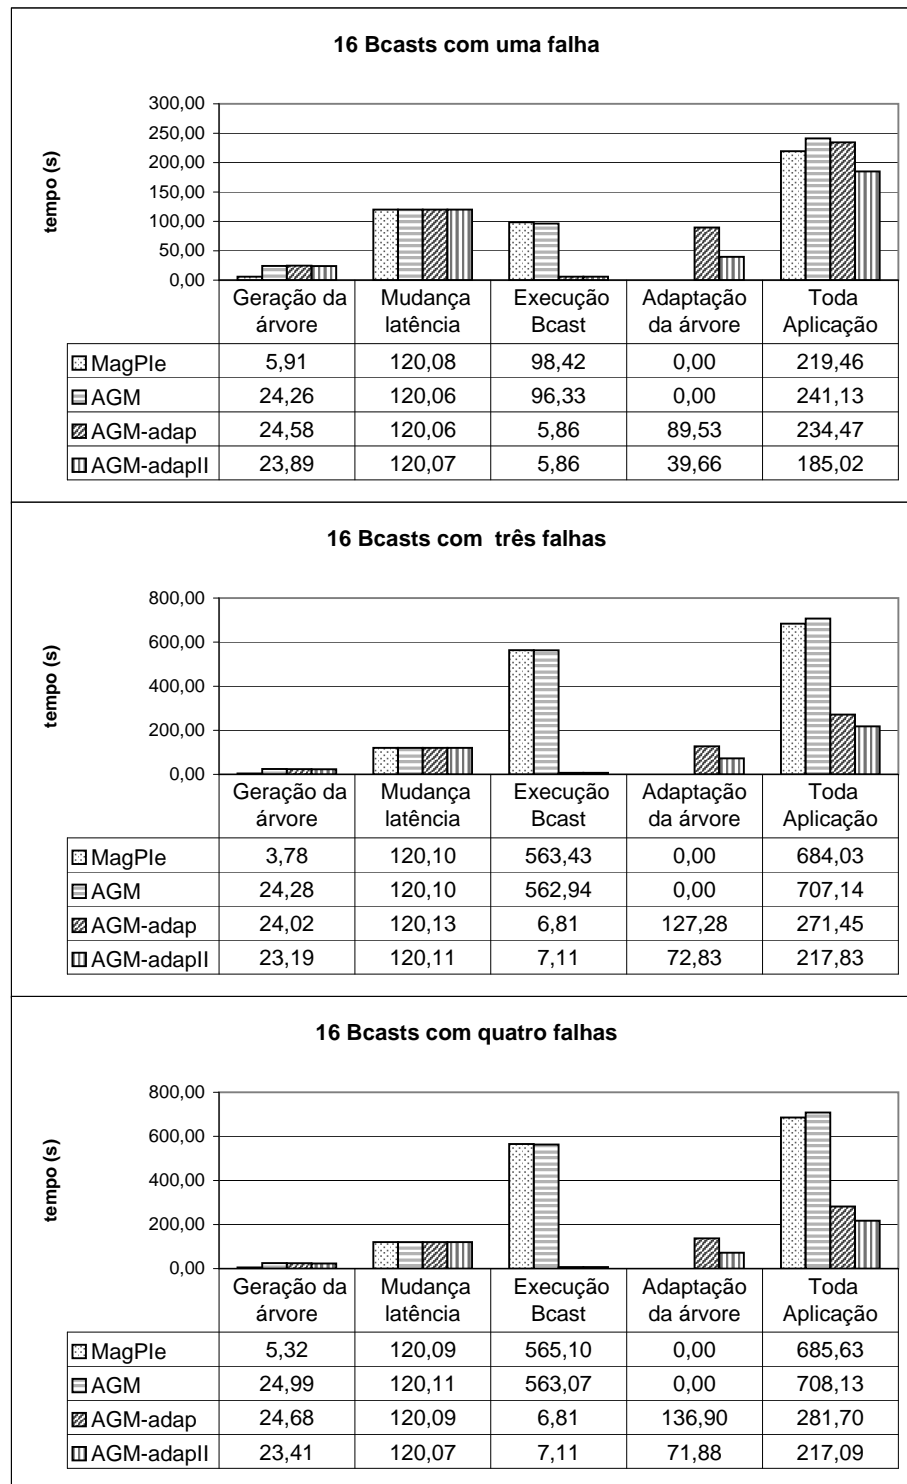 16 Bcasts com uma falha
tempo (s)
300,00
250,00
200,00
150,00
100,00
50,00
0,00
Geração da árvore Mudança latência Execução Bcast Adaptação da árvore Toda Aplicação
MagPIe 5,91 120,08 98,42 0,00 219,46
AGM 24,26 120,06 96,33 0,00 241,13
AGM-adap 24,58 120,06 5,86 89,53 234,47
AGM-adapII 23,89 120,07 5,86 39,66 185,02
16 Bcasts com três falhas
tempo (s)
800,00
600,00
400,00
200,00
0,00
Geração da árvore Mudança latência Execução Bcast Adaptação da árvore Toda Aplicação
MagPIe 3,78 120,10 563,43 0,00 684,03
AGM 24,28 120,10 562,94 0,00 707,14
AGM-adap 24,02 120,13 6,81 127,28 271,45
AGM-adapII 23,19 120,11 7,11 72,83 217,83
16 Bcasts com quatro falhas
tempo (s)
800,00
600,00
400,00
200,00
0,00
Geração da árvore Mudança latência Execução Bcast Adaptação da árvore Toda Aplicação
MagPIe 5,32 120,09 565,10 0,00 685,63
AGM 24,99 120,11 563,07 0,00 708,13
AGM-adap 24,68 120,09 6,81 136,90 281,70
AGM-adapII 23,41 120,07 7,11 71,88 217,09